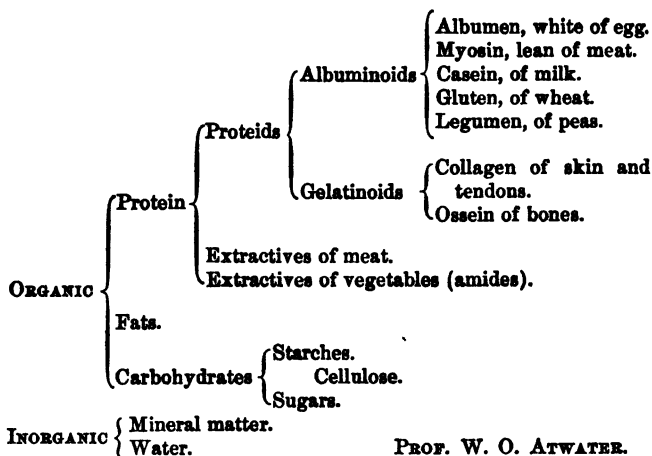 Albumen, white of egg.
Myosin, lean of meat.
Albuminoids
Casein, of milk.
Gluten, of wheat.
Legumen, of peas.
Proteids
Collagen of skin and
tendons.
Gelatinoids
Ossein of bones.
Protein
Extractives of meat.
Extractives of vegetables (amides).
ORGANIC
Fats.
Starches.
Carbohydrates
Cellulose.
Sugars.
INORGANIC
Mineral matter.
Water.
PROF. W. O. ATWATER.